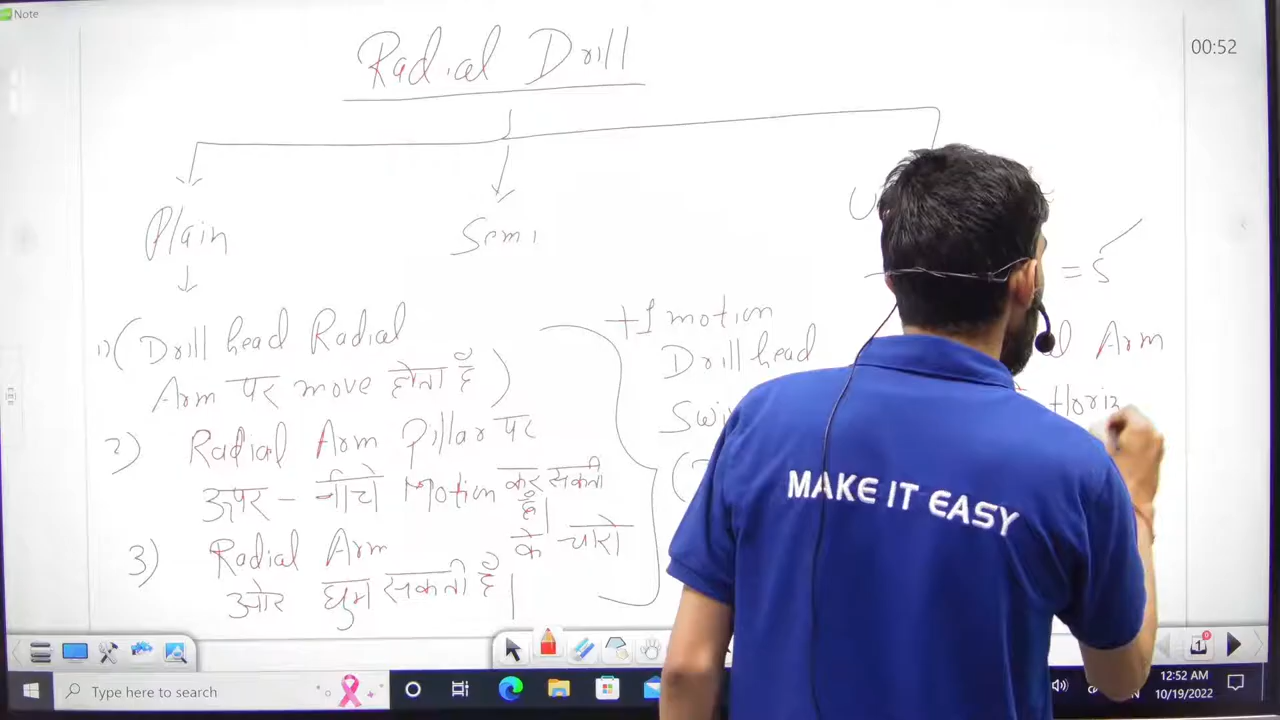 Note
00:52
Radial Drill
Plain
Semi
U
= 5
1) (Drill head Radial
Arm पर move होता है)
2) Radial Arm Pillar पर
ऊपर - नीचे Motion कर सकती है|
3) Radial Arm के चारो
ओर घुम सकती है|
+1 motion
Drill head
Arm
Horiz
MAKE IT EASY
Type here to search
12:52 AM
10/19/2022